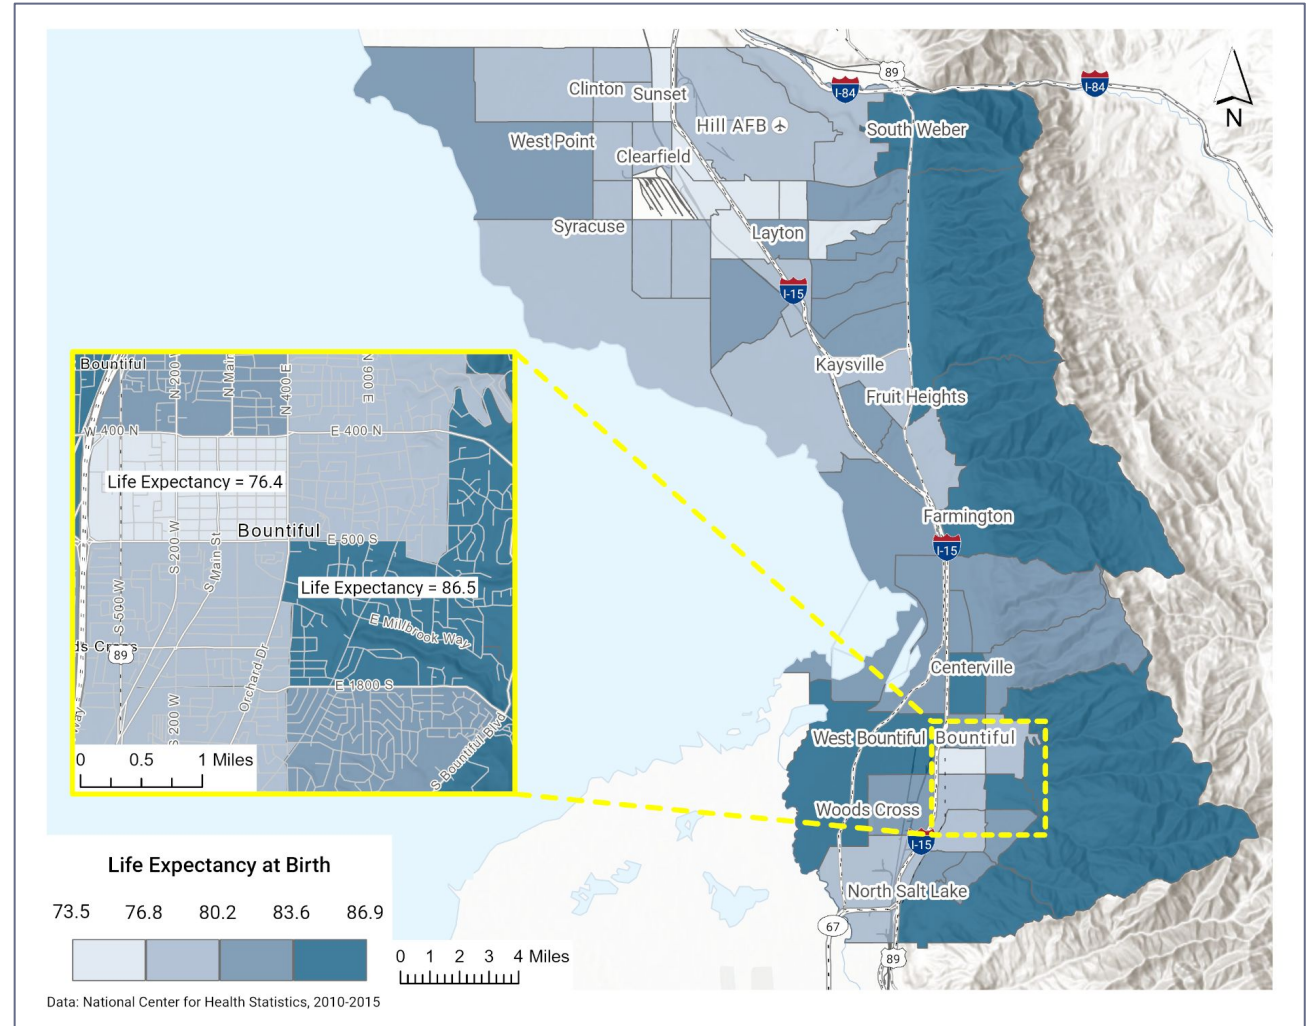 89
I-84
I-84
Clinton
Sunset
N
Hill AFB
South Weber
West Point
Clearfield
Syracuse
Layton
I-15
Kaysville
Fruit Heights
Farmington
I-15
Centerville
West Bountiful
Bountiful
Woods Cross
I-15
North Salt Lake
67
89
Bountiful
N 200
N Main
N 400 E
N 900 E
W 400 N
E 400 N
Life Expectancy = 76.4
Bountiful
E 500 S
S 200 W
S Main St
Life Expectancy = 86.5
S 500 W
E Millbrook Way
ds Cross
89
Orchard Dr
E 1800 S
S 200 W
way
S Bountiful Blvd
0 0.5 1 Miles
Life Expectancy at Birth
73.5 76.8 80.2 83.6 86.9
0 1 2 3 4 Miles
Data: National Center for Health Statistics, 2010-2015